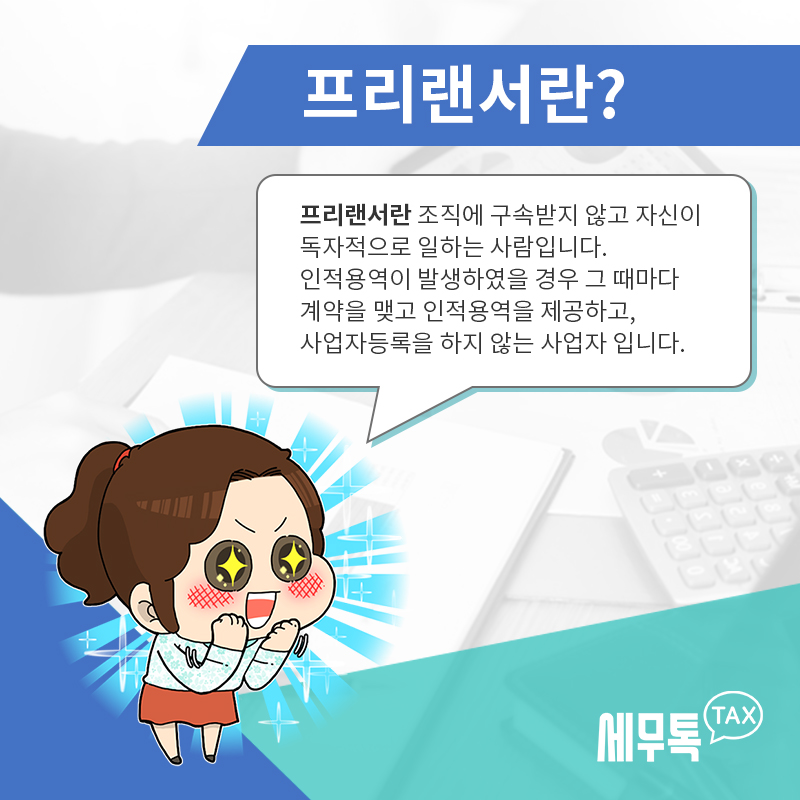 프리랜서란?
프리랜서란 조직에 구속받지 않고 자신이
독자적으로 일하는 사람입니다.
인적용역이 발생하였을 경우 그 때마다
계약을 맺고 인적용역을 제공하고,
사업자등록을 하지 않는 사업자 입니다.
세무톡 TAX